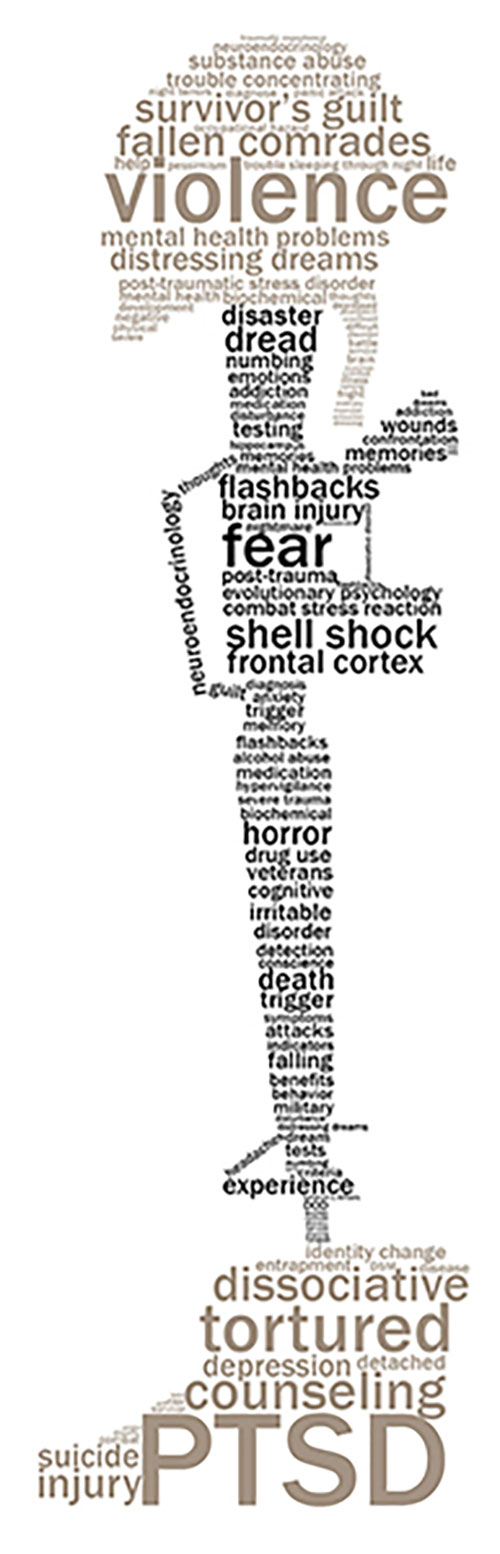 neuroendocrinology
substance abuse
trouble concentrating
night terrors diagnose panic attack
survivor's guilt
occupational hazard
fallen comrades
help pessimism trouble sleeping through night life
violence
mental health problems
distressing dreams
post-traumatic stress disorder
mental health biochemical thoughts
development
negative
physical
severe
disaster
dread
numbing
emotions
addiction
medication
disturbance
testing
hippocampus
memories
mental health problems
bad
dreams
addiction
wounds
confrontation
memories
thoughts
neuroendocrinology
guilt
flashbacks
brain injury
nightmare
fear
post-trauma
evolutionary psychology
combat stress reaction
shell shock
frontal cortex
diagnosis
anxiety
trigger
memory
flashbacks
alcohol abuse
medication
hypervigilance
severe trauma
biochemical
horror
drug use
veterans
cognitive
irritable
disorder
detection
conscience
death
trigger
symptoms
attacks
indicators
falling
benefits
behavior
military
disturbance
distressing dreams
dream
headaches
tests
numbing
criteria
experience
identity change
entrapment DSM disease
dissociative
tortured
depression detached
counseling
PTSD
suicide
injury